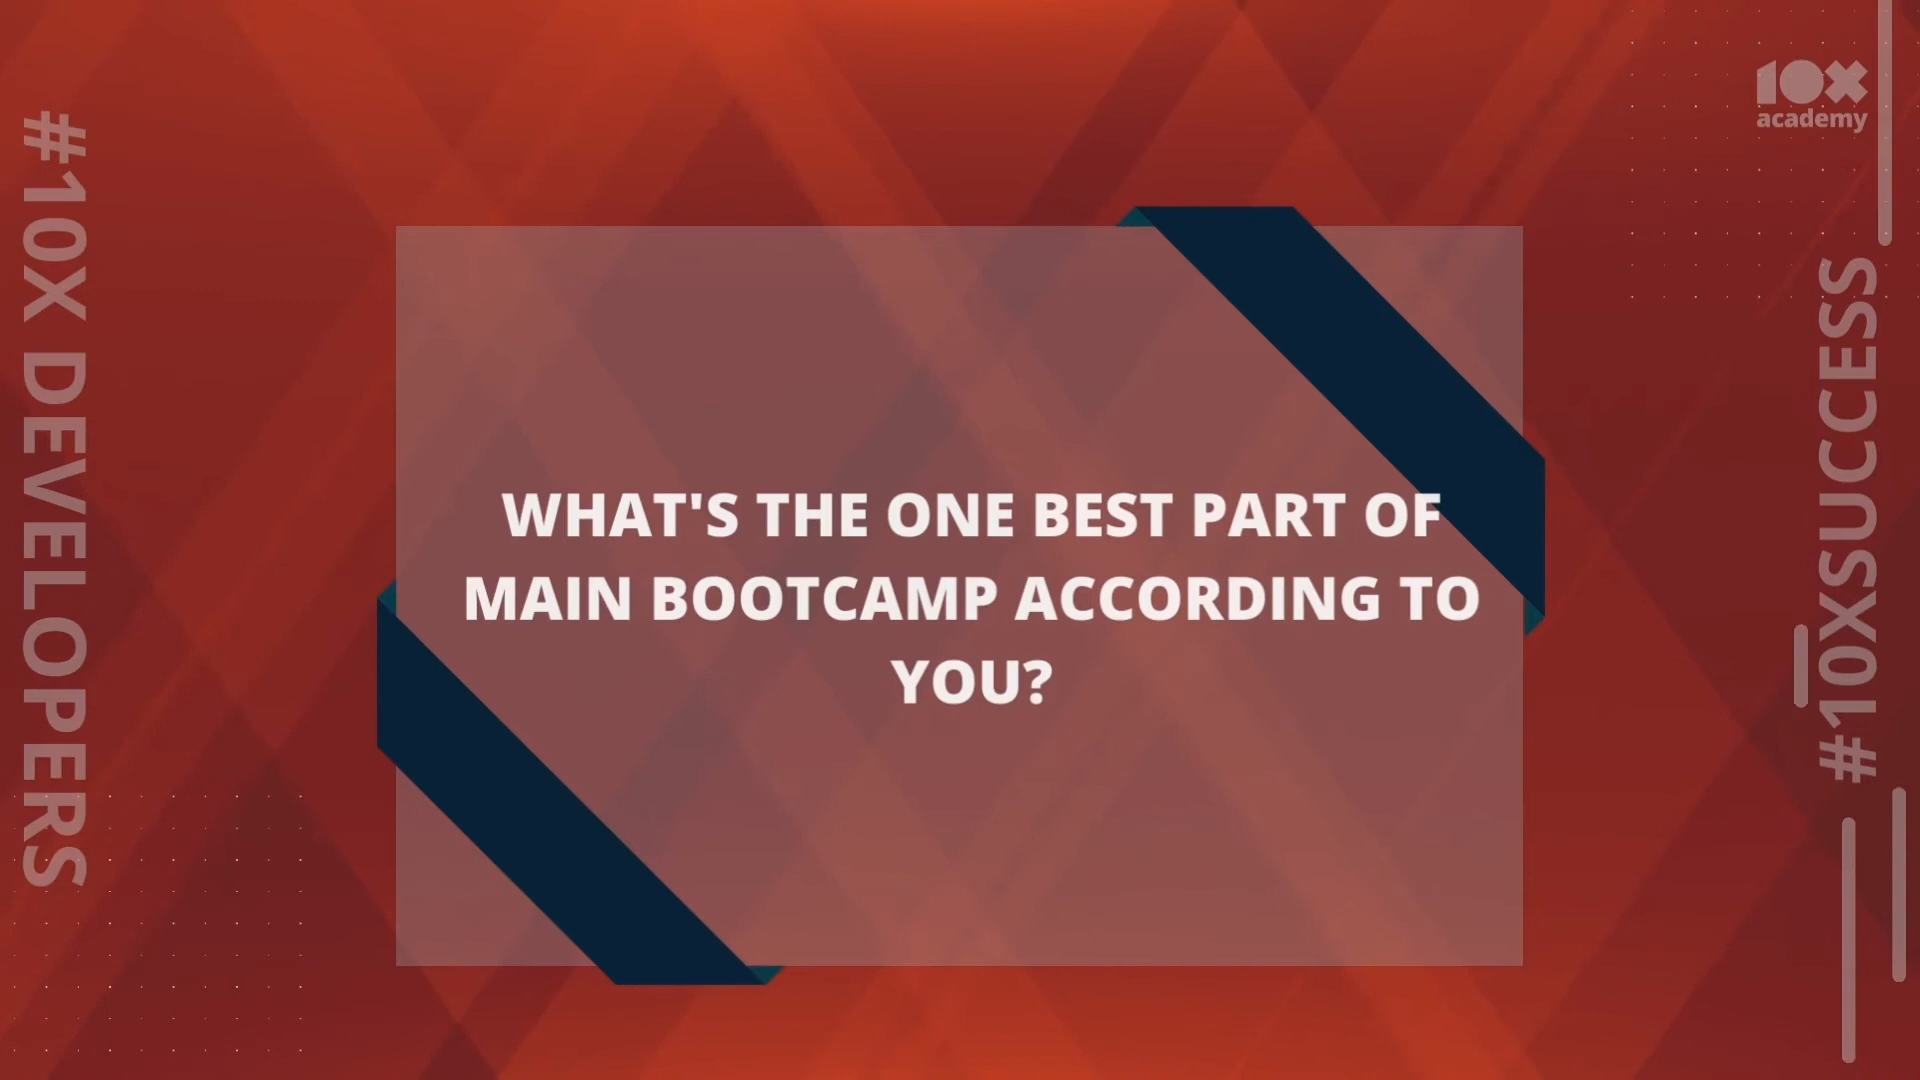 #10X DEVELOPERS
10x
academy
WHAT'S THE ONE BEST PART OF
MAIN BOOTCAMP ACCORDING TO
YOU?
#10XSUCCESS